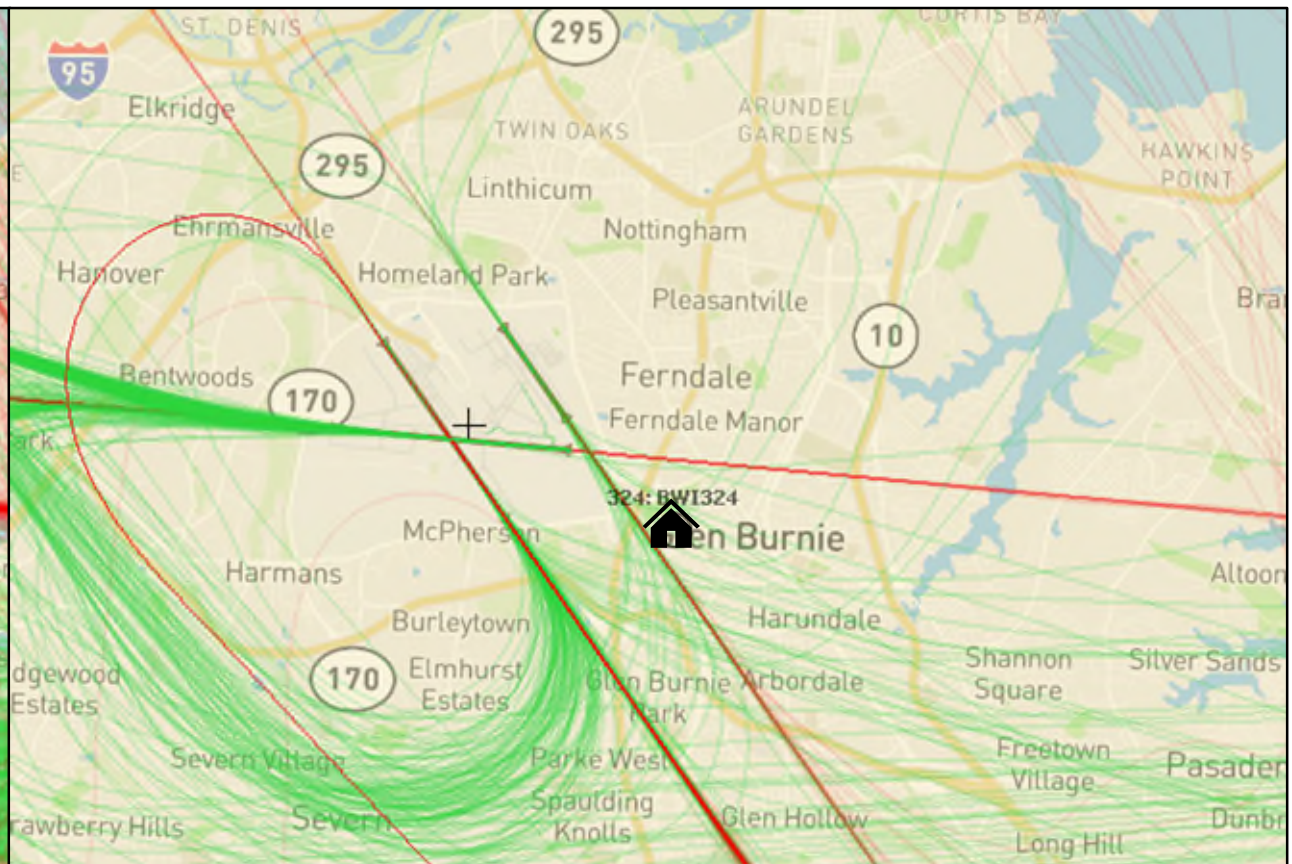 ST. DENIS
295
CURTIS BAY
95
Elkridge
TWIN OAKS
ARUNDEL
GARDENS
HAWKINS
POINT
295
Linthicum
Ehrmansville
Nottingham
Hanover
Homeland Park
Pleasantville
Bra
10
Bentwoods
170
Ferndale
Ferndale Manor
ark
324: BWI324
McPherson
en Burnie
Harmans
Altoon
Burleytown
Harundale
dgewood
Estates
170
Elmhurst
Estates
Glen Burnie
Park
Arbordale
Shannon
Square
Silver Sands
Severn Village
Parke West
Freetown
Village
Pasader
rawberry Hills
Severn
Spaulding
Knolls
Glen Hollow
Long Hill
Dunbr